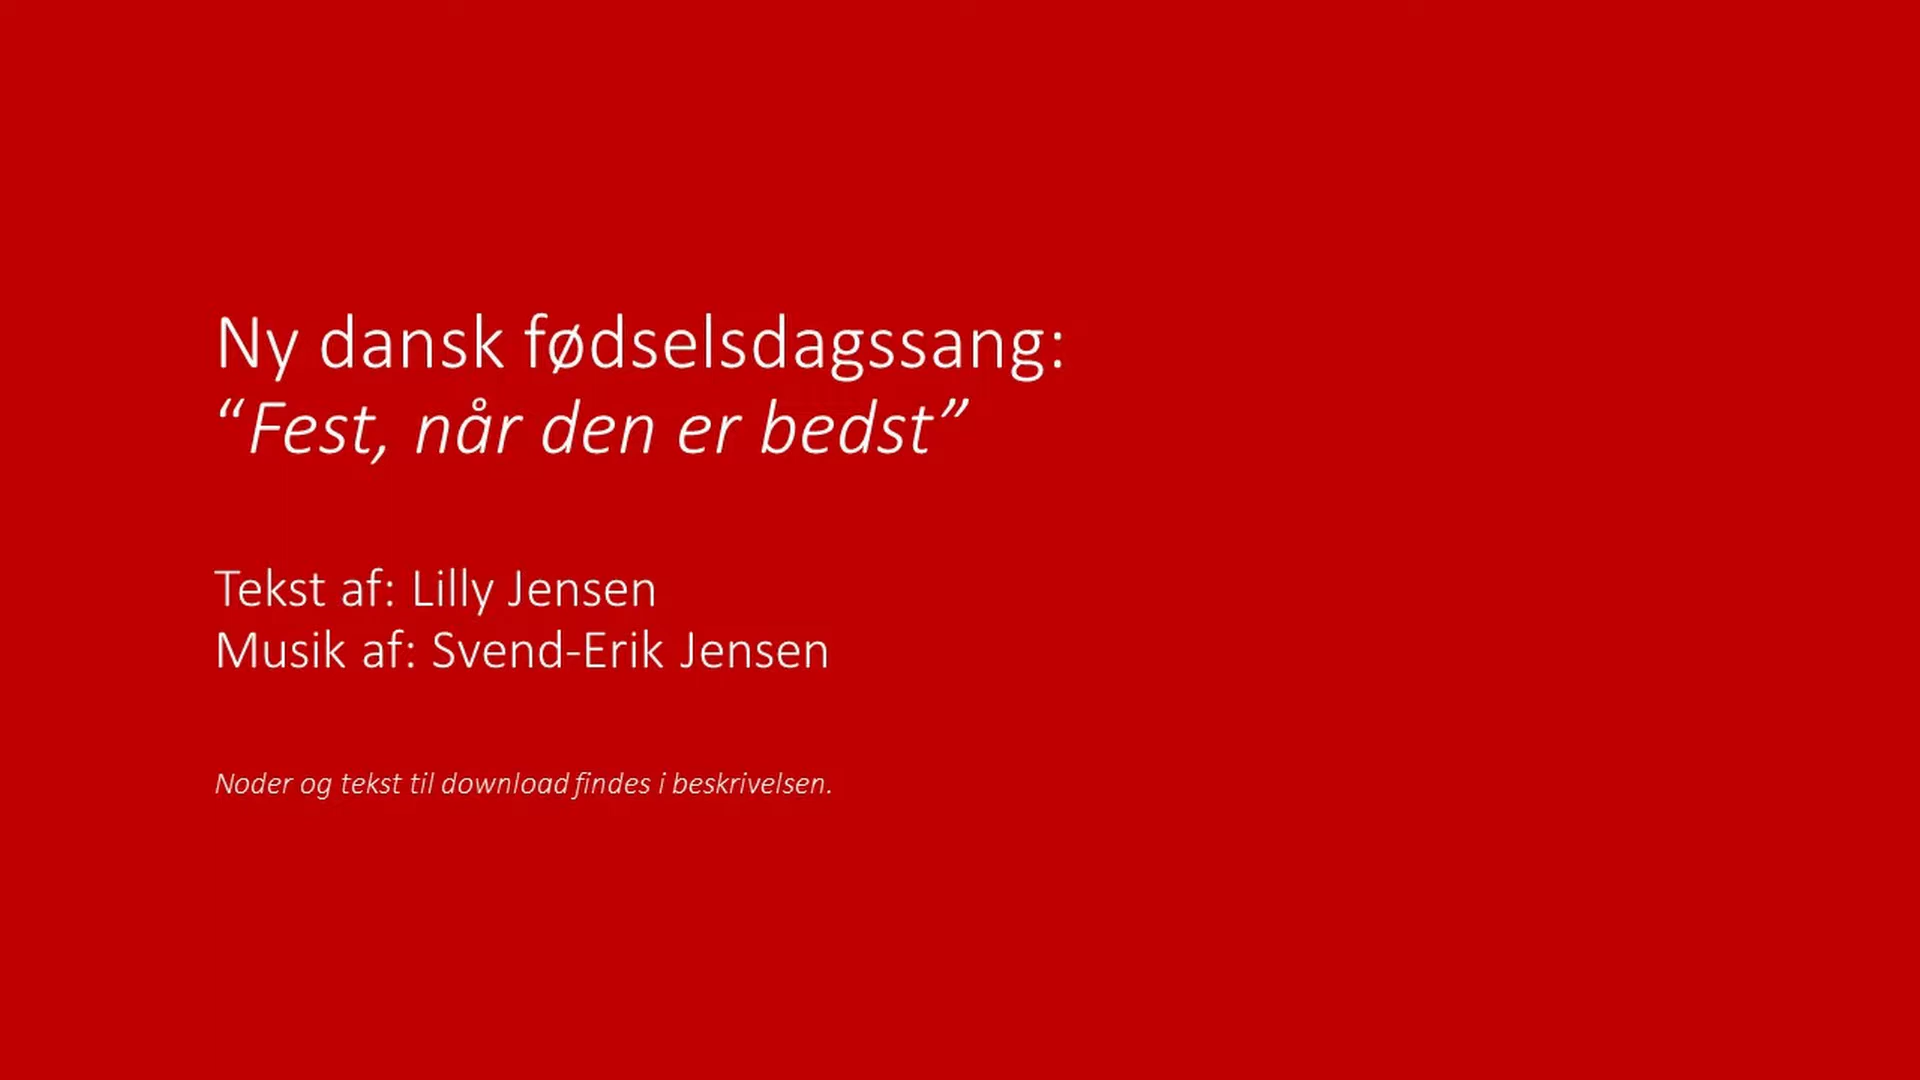 Ny dansk fødselsdagssang:
“Fest, når den er bedst”
Tekst af: Lilly Jensen
Musik af: Svend-Erik Jensen
Noder og tekst til download findes i beskrivelsen.